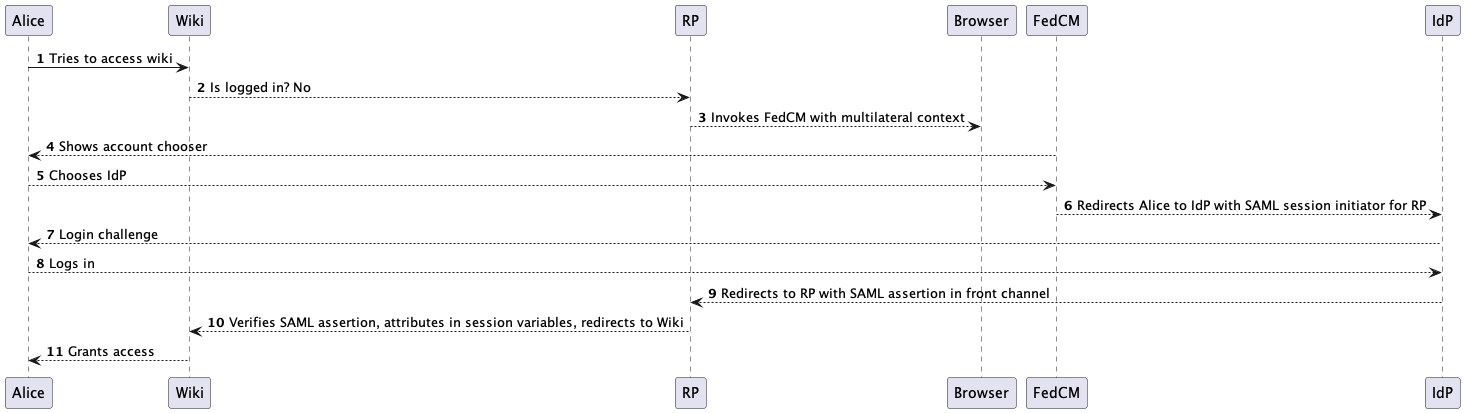 Alice Wiki RP Browser FedCM IdP
1 Tries to access wiki
2 Is logged in? No
3 Invokes FedCM with multilateral context
4 Shows account chooser
5 Chooses IdP
6 Redirects Alice to IdP with SAML session initiator for RP
7 Login challenge
8 Logs in
9 Redirects to RP with SAML assertion in front channel
10 Verifies SAML assertion, attributes in session variables, redirects to Wiki
11 Grants access
Alice Wiki RP Browser FedCM IdP